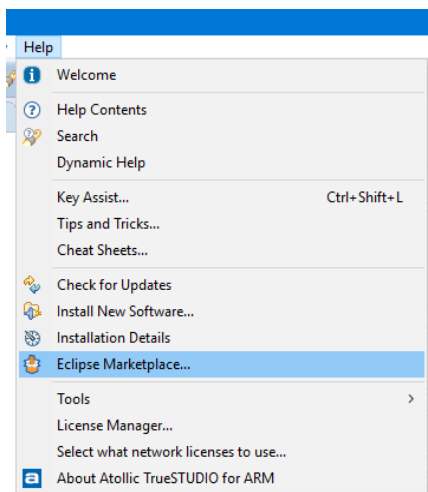 Help
Welcome
Help Contents
Search
Dynamic Help
Key Assist... Ctrl+Shift+L
Tips and Tricks...
Cheat Sheets...
Check for Updates
Install New Software...
Installation Details
Eclipse Marketplace...
Tools
License Manager...
Select what network licenses to use...
About Atollic TrueSTUDIO for ARM